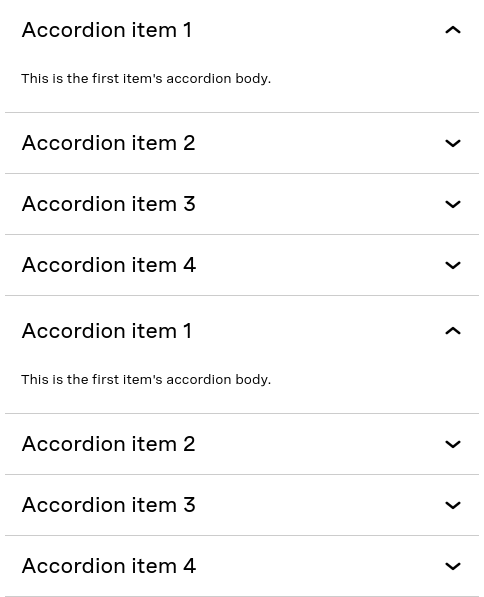 Accordion item 1
This is the first item's accordion body.
Accordion item 2
Accordion item 3
Accordion item 4
Accordion item 1
This is the first item's accordion body.
Accordion item 2
Accordion item 3
Accordion item 4